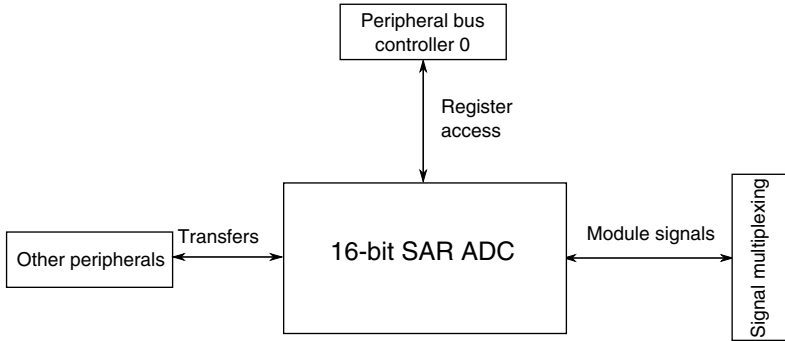 Peripheral bus
controller 0
Register
access
Transfers
Other peripherals
16-bit SAR ADC
Module signals
Signal multiplexing